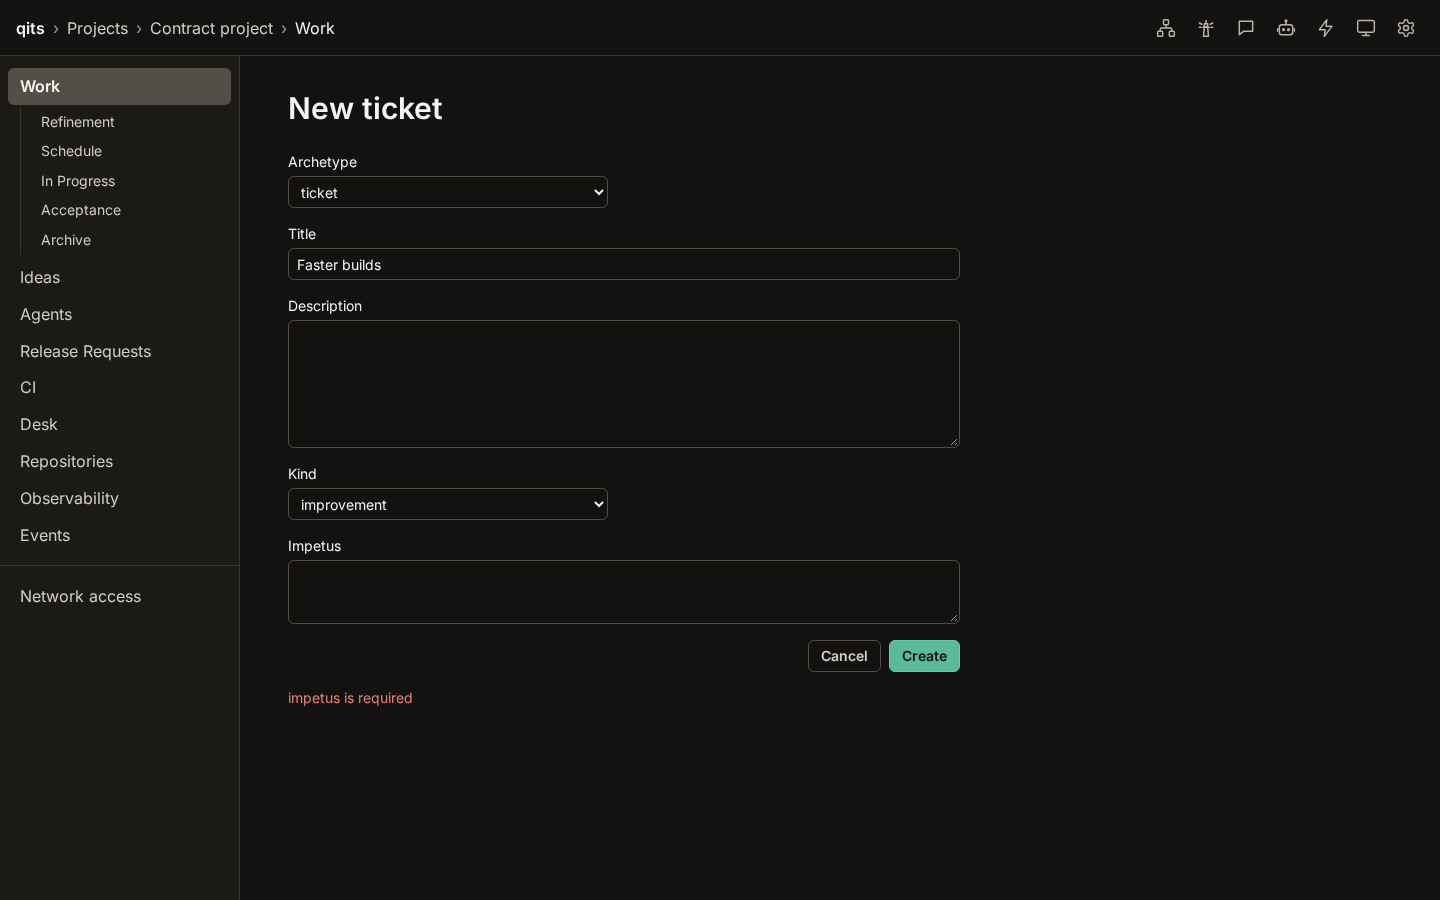 qits › Projects › Contract project › Work
Work
Refinement
Schedule
In Progress
Acceptance
Archive
Ideas
Agents
Release Requests
CI
Desk
Repositories
Observability
Events
Network access
New ticket
Archetype
ticket
Title
Faster builds
Description
Kind
improvement
Impetus
Cancel
Create
impetus is required